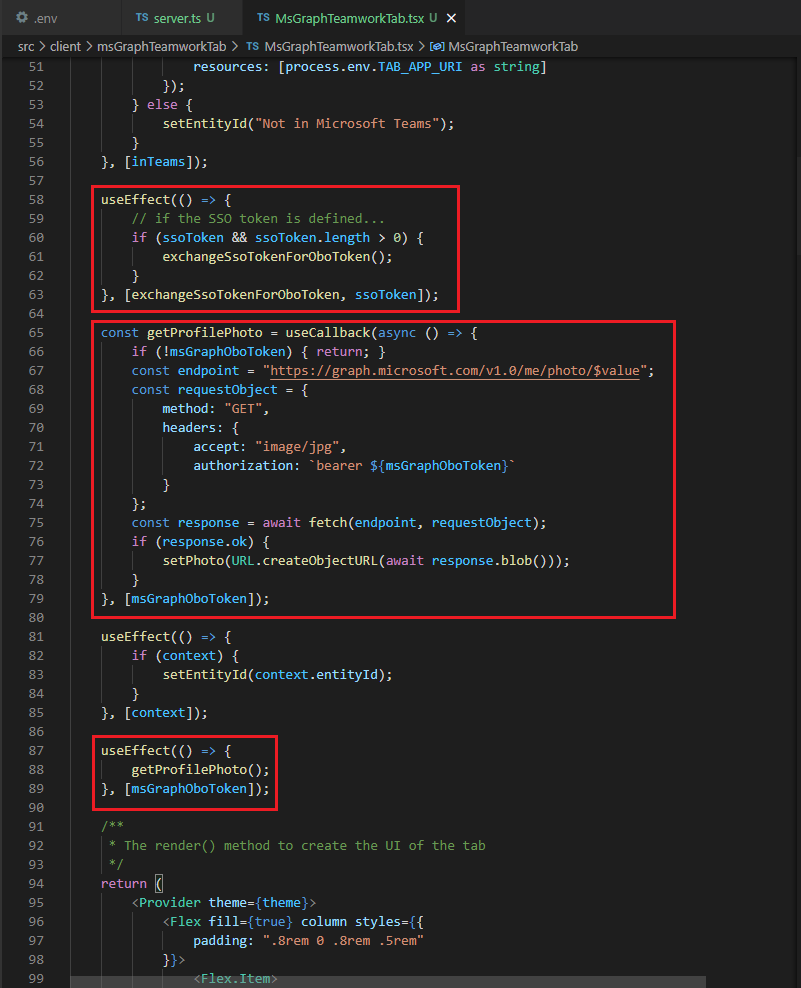 .env TS server.ts U TS MsGraphTeamworkTab.tsx U ×
src > client > msGraphTeamworkTab > TS MsGraphTeamworkTab.tsx > MsGraphTeamworkTab
51 resources: [process.env.TAB_APP_URI as string]
52 });
53 } else {
54 setEntityId("Not in Microsoft Teams");
55 }
56 }, [inTeams]);
57
58 useEffect(() => {
59 // if the SSO token is defined...
60 if (ssoToken && ssoToken.length > 0) {
61 exchangeSsoTokenForOboToken();
62 }
63 }, [exchangeSsoTokenForOboToken, ssoToken]);
64
65 const getProfilePhoto = useCallback(async () => {
66 if (!msGraphOboToken) { return; }
67 const endpoint = "https://graph.microsoft.com/v1.0/me/photo/$value";
68 const requestObject = {
69 method: "GET",
70 headers: {
71 accept: "image/jpg",
72 authorization: `bearer ${msGraphOboToken}`
73 }
74 };
75 const response = await fetch(endpoint, requestObject);
76 if (response.ok) {
77 setPhoto(URL.createObjectURL(await response.blob()));
78 }
79 }, [msGraphOboToken]);
80
81 useEffect(() => {
82 if (context) {
83 setEntityId(context.entityId);
84 }
85 }, [context]);
86
87 useEffect(() => {
88 getProfilePhoto();
89 }, [msGraphOboToken]);
90
91 /**
92 * The render() method to create the UI of the tab
93 */
94 return (
95 <Provider theme={theme}>
96 <Flex fill={true} column styles={{
97 padding: ".8rem 0 .8rem .5rem"
98 }}>
99 <Flex.Item>